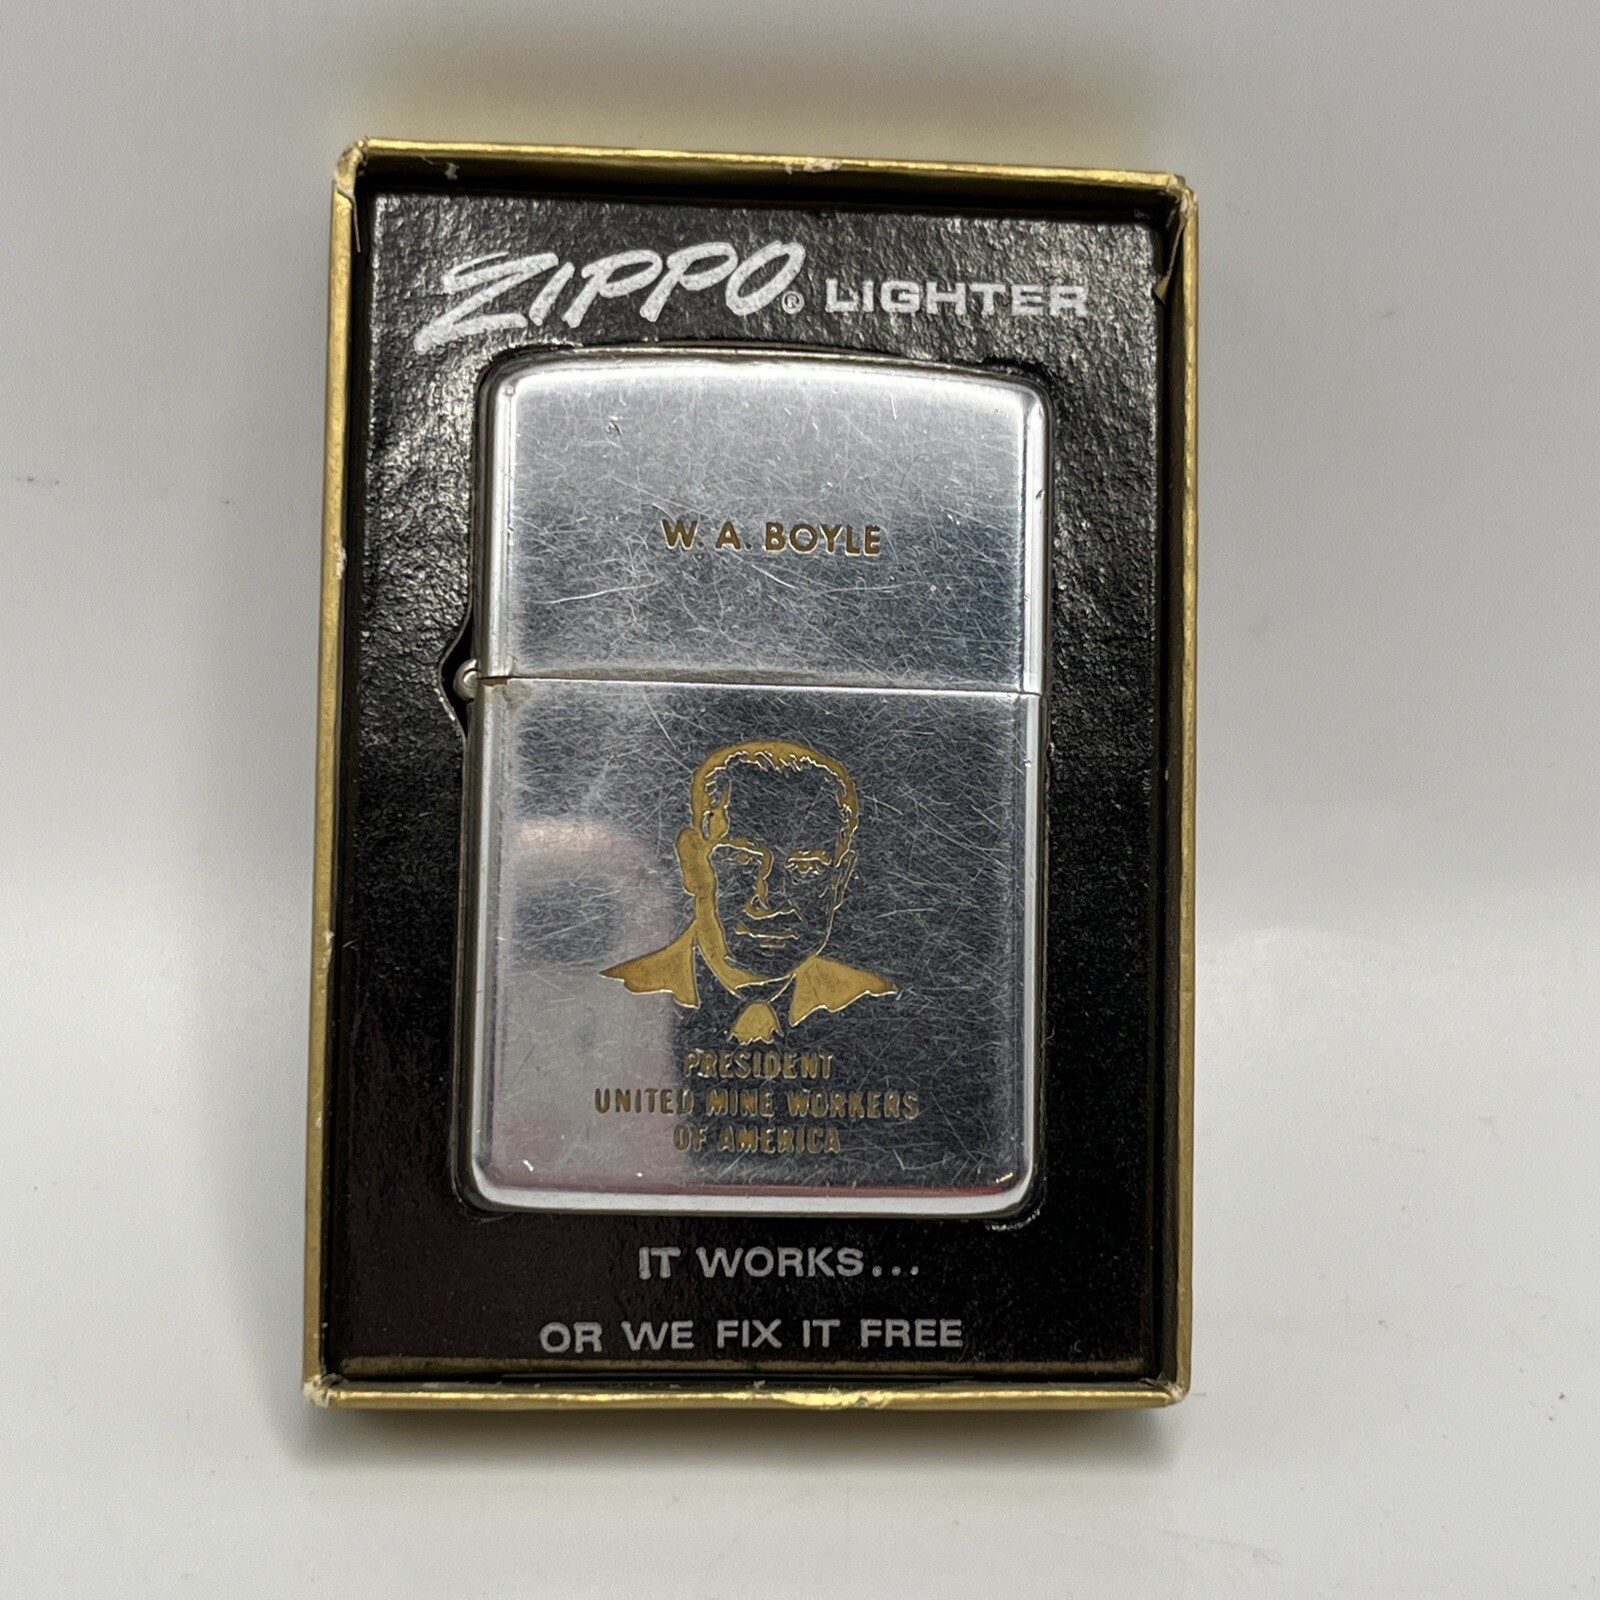 ZIPPO® LIGHTER
W. A. BOYLE
PRESIDENT
UNITED MINE WORKERS
OF AMERICA
IT WORKS...
OR WE FIX IT FREE